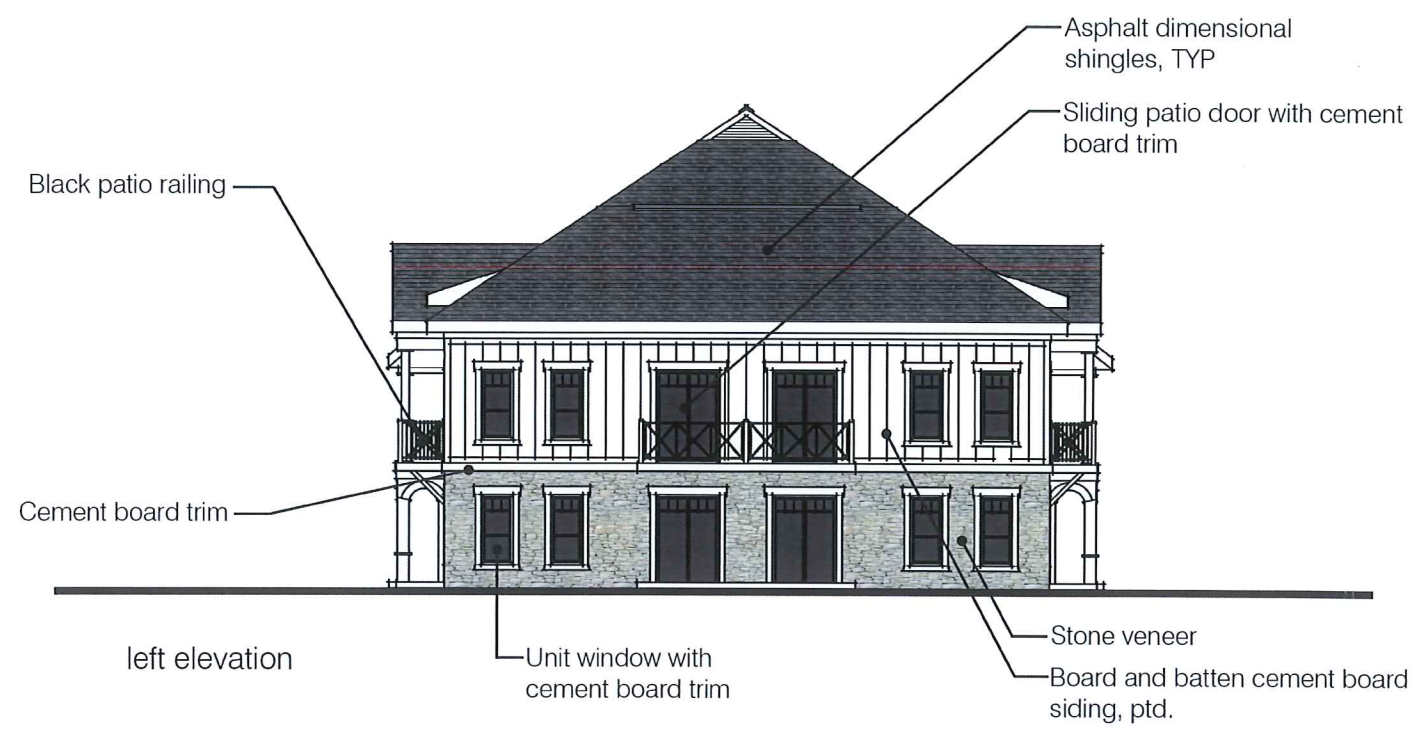 Asphalt dimensional
shingles, TYP
Sliding patio door with cement
board trim
Black patio railing
Cement board trim
left elevation
Unit window with
cement board trim
Stone veneer
Board and batten cement board
siding, ptd.